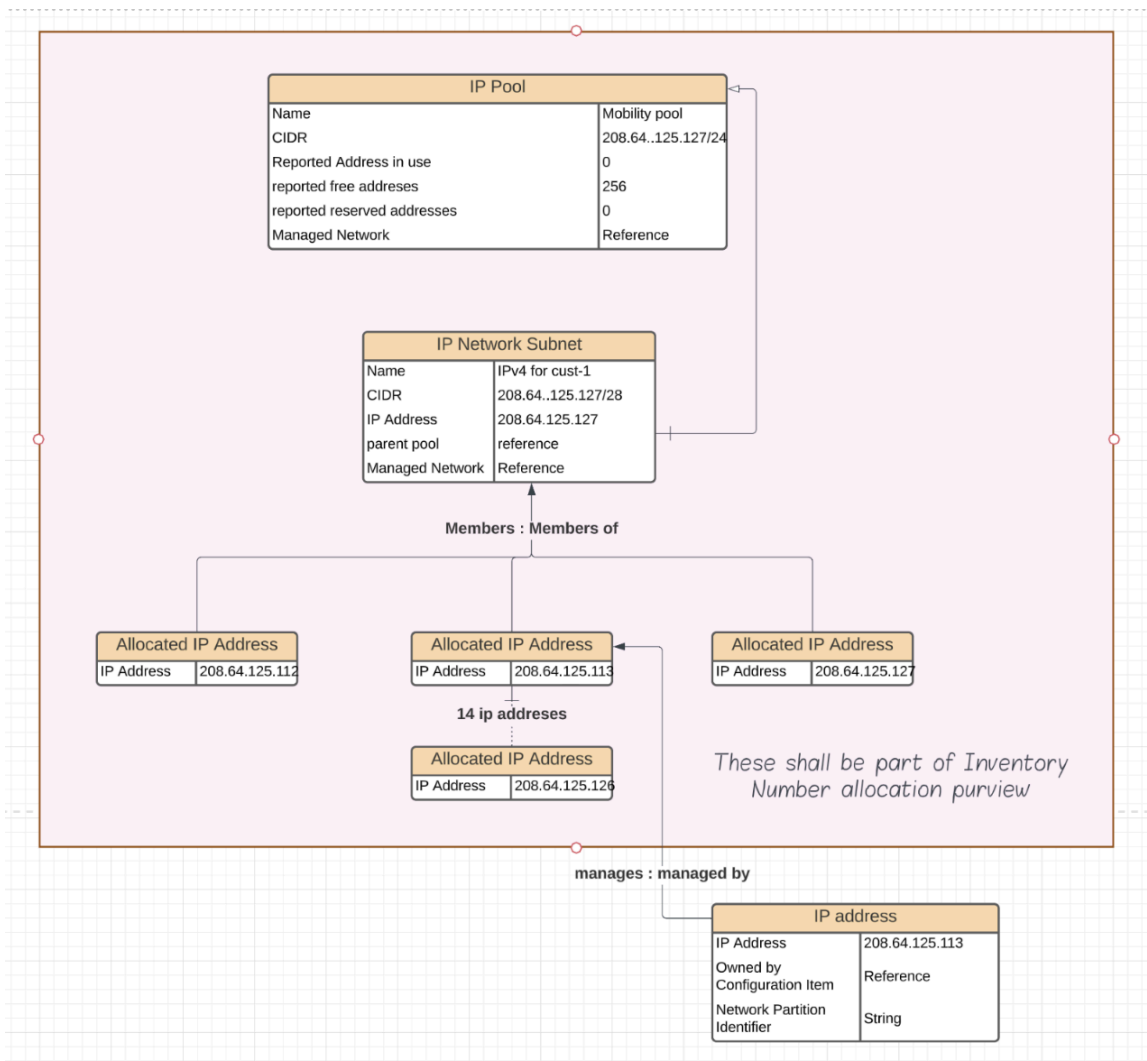 IP Pool
Name Mobility pool
CIDR 208.64..125.127/24
Reported Address in use 0
reported free addreses 256
reported reserved addresses 0
Managed Network Reference
IP Network Subnet
Name IPv4 for cust-1
CIDR 208.64..125.127/28
IP Address 208.64.125.127
parent pool reference
Managed Network Reference
Members : Members of
Allocated IP Address
IP Address 208.64.125.112
Allocated IP Address
IP Address 208.64.125.113
Allocated IP Address
IP Address 208.64.125.127
14 ip addreses
Allocated IP Address
IP Address 208.64.125.126
These shall be part of Inventory
Number allocation purview
manages : managed by
IP address
IP Address 208.64.125.113
Owned by
Configuration Item Reference
Network Partition
Identifier String